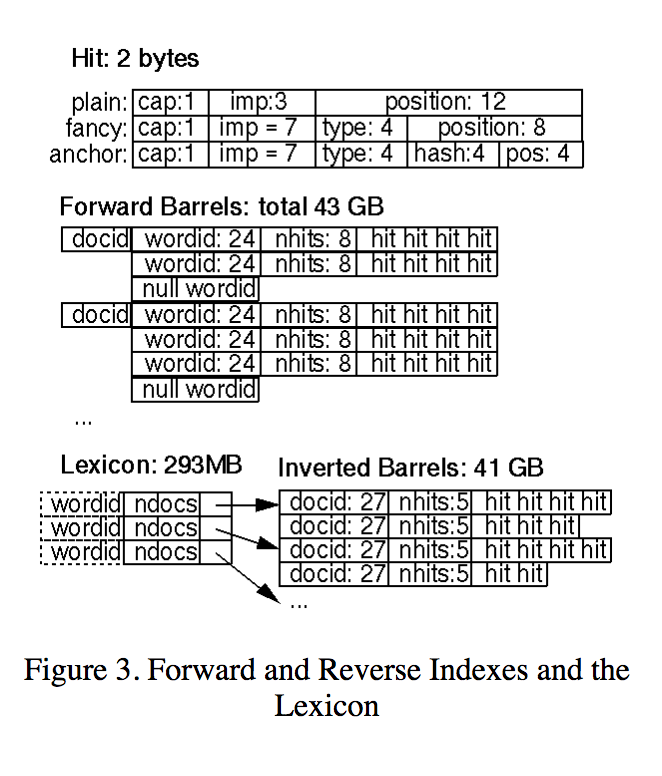 Hit: 2 bytes
plain: cap:1 imp:3 position: 12
fancy: cap:1 imp = 7 type: 4 position: 8
anchor: cap:1 imp = 7 type: 4 hash:4 pos: 4
Forward Barrels: total 43 GB
docid wordid: 24 nhits: 8 hit hit hit hit
wordid: 24 nhits: 8 hit hit hit hit
null wordid
docid wordid: 24 nhits: 8 hit hit hit hit
wordid: 24 nhits: 8 hit hit hit hit
wordid: 24 nhits: 8 hit hit hit hit
null wordid
...
Lexicon: 293MB
wordid ndocs
wordid ndocs
wordid ndocs
Inverted Barrels: 41 GB
docid: 27 nhits:5 hit hit hit hit
docid: 27 nhits:5 hit hit hit
docid: 27 nhits:5 hit hit hit hit
docid: 27 nhits:5 hit hit
...
Figure 3. Forward and Reverse Indexes and the
Lexicon